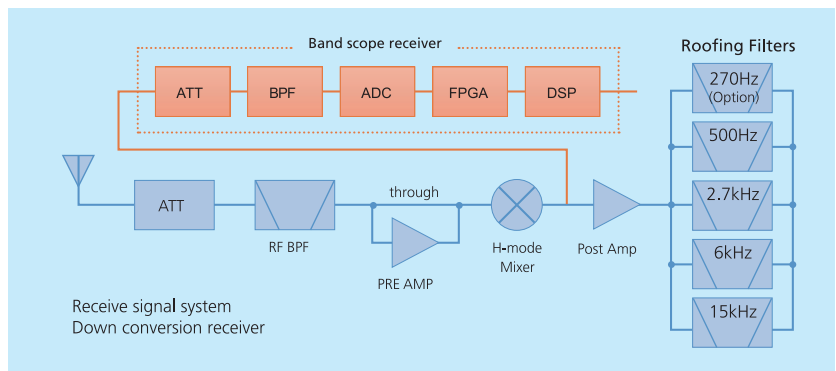 Band scope receiver
Roofing Filters
ATT
BPF
ADC
FPGA
DSP
270Hz
(Option)
500Hz
2.7kHz
6kHz
15kHz
ATT
RF BPF
through
PRE AMP
H-mode
Mixer
Post Amp
Receive signal system
Down conversion receiver